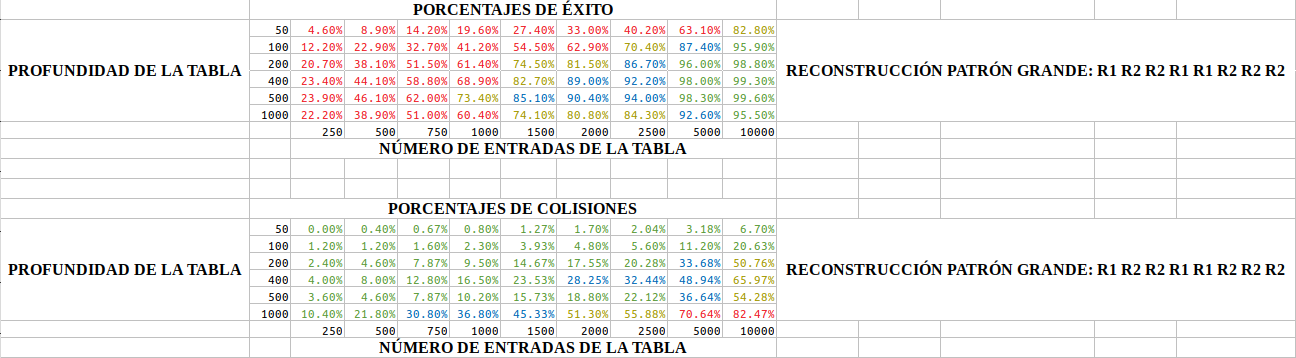 PORCENTAJES DE ÉXITO
50 4.60% 8.90% 14.20% 19.60% 27.40% 33.00% 40.20% 63.10% 82.80%
100 12.20% 22.90% 32.70% 41.20% 54.50% 62.90% 70.40% 87.40% 95.90%
200 20.70% 38.10% 51.50% 61.40% 74.50% 81.50% 86.70% 96.00% 98.80%
PROFUNDIDAD DE LA TABLA
RECONSTRUCCIÓN PATRÓN GRANDE: R1 R2 R2 R1 R1 R2 R2 R2
400 23.40% 44.10% 58.80% 68.90% 82.70% 89.00% 92.20% 98.00% 99.30%
500 23.90% 46.10% 62.00% 73.40% 85.10% 90.40% 94.00% 98.30% 99.60%
1000 22.20% 38.90% 51.00% 60.40% 74.10% 80.80% 84.30% 92.60% 95.50%
250 500 750 1000 1500 2000 2500 5000 10000
NÚMERO DE ENTRADAS DE LA TABLA
PORCENTAJES DE COLISIONES
50 0.00% 0.40% 0.67% 0.80% 1.27% 1.70% 2.04% 3.18% 6.70%
100 1.20% 1.20% 1.60% 2.30% 3.93% 4.80% 5.60% 11.20% 20.63%
200 2.40% 4.60% 7.87% 9.50% 14.67% 17.55% 20.28% 33.68% 50.76%
PROFUNDIDAD DE LA TABLA
RECONSTRUCCIÓN PATRÓN GRANDE: R1 R2 R2 R1 R1 R2 R2 R2
400 4.00% 8.00% 12.80% 16.50% 23.53% 28.25% 32.44% 48.94% 65.97%
500 3.60% 4.60% 7.87% 10.20% 15.73% 18.80% 22.12% 36.64% 54.28%
1000 10.40% 21.80% 30.80% 36.80% 45.33% 51.30% 55.88% 70.64% 82.47%
250 500 750 1000 1500 2000 2500 5000 10000
NÚMERO DE ENTRADAS DE LA TABLA